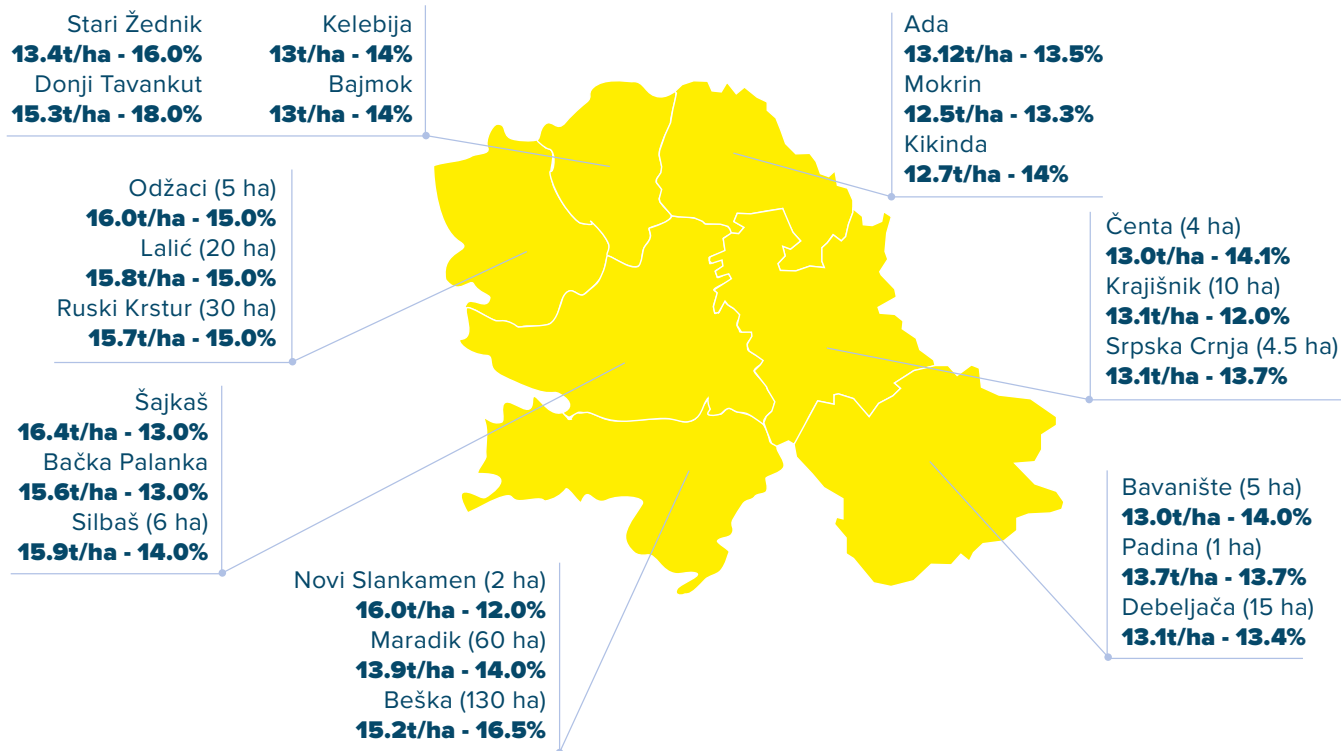 Stari Žednik
13.4t/ha - 16.0%
Donji Tavankut
15.3t/ha - 18.0%
Kelebija
13t/ha - 14%
Bajmok
13t/ha - 14%
Ada
13.12t/ha - 13.5%
Mokrin
12.5t/ha - 13.3%
Kikinda
12.7t/ha - 14%
Odžaci (5 ha)
16.0t/ha - 15.0%
Lalić (20 ha)
15.8t/ha - 15.0%
Ruski Krstur (30 ha)
15.7t/ha - 15.0%
Čenta (4 ha)
13.0t/ha - 14.1%
Krajišnik (10 ha)
13.1t/ha - 12.0%
Srpska Crnja (4.5 ha)
13.1t/ha - 13.7%
Šajkaš
16.4t/ha - 13.0%
Bačka Palanka
15.6t/ha - 13.0%
Silbaš (6 ha)
15.9t/ha - 14.0%
Novi Slankamen (2 ha)
16.0t/ha - 12.0%
Maradik (60 ha)
13.9t/ha - 14.0%
Beška (130 ha)
15.2t/ha - 16.5%
Bavanište (5 ha)
13.0t/ha - 14.0%
Padina (1 ha)
13.7t/ha - 13.7%
Debeljača (15 ha)
13.1t/ha - 13.4%